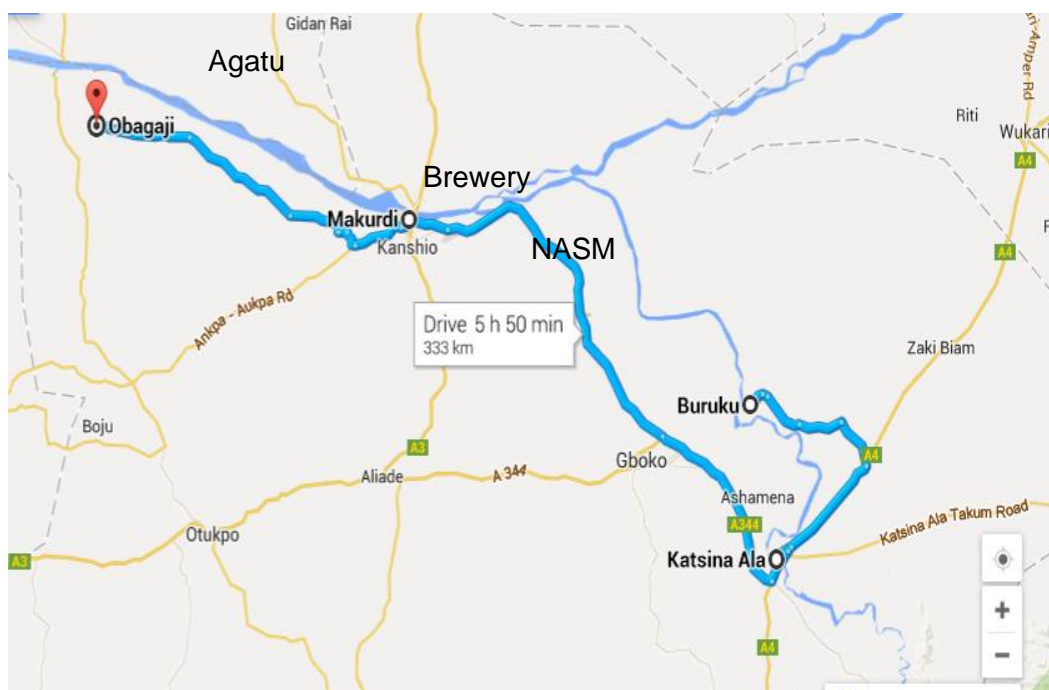 Gidan Rai
Agatu
ri-Amper Rd
Riti
Wukari
A4
Obagaji
Brewery
Makurdi
Kanshio
NASM
A4
Ankpa - Aukpa Rd
Drive 5 h 50 min
333 km
Zaki Biam
Buruku
Boju
A3
A4
Gboko
Aliade
A 344
Ashamena
A344
Katsina Ala Takum Road
Otukpo
A3
Katsina Ala
+
A4
−